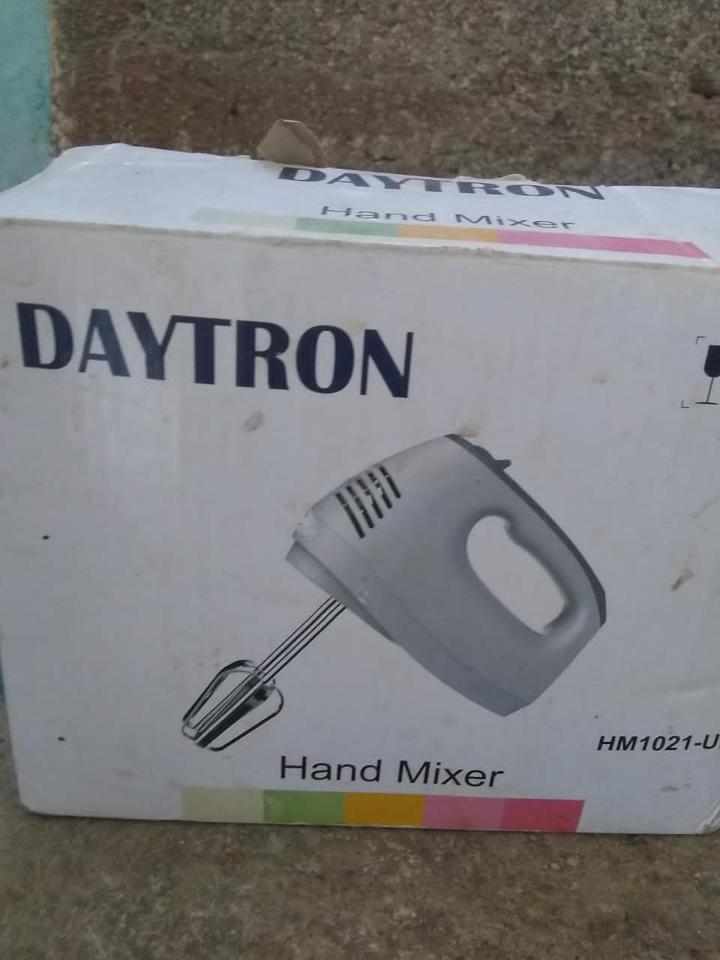 DAYTRON
Hand Mixer
DAYTRON
HM1021-U
Hand Mixer